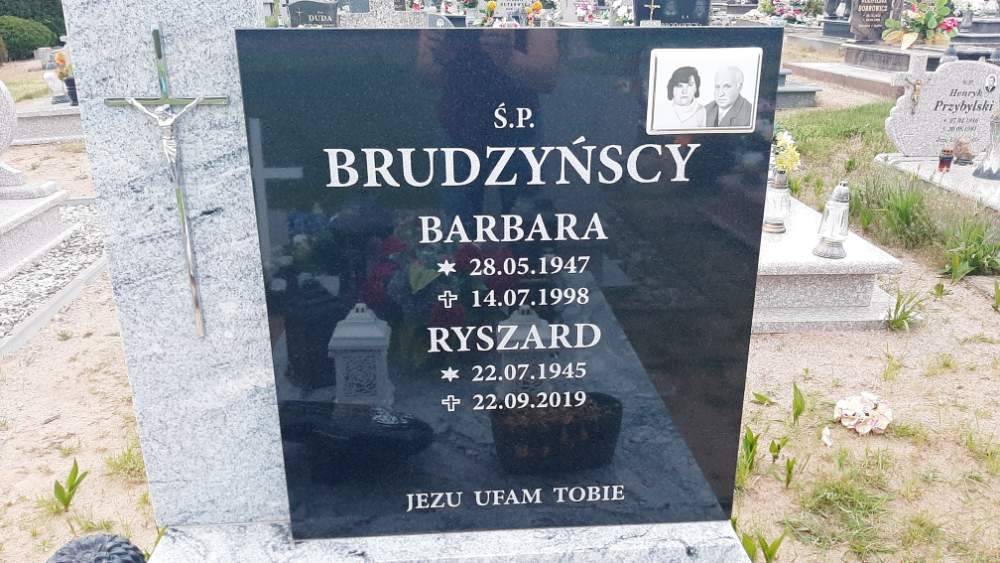 DUDA
BOBROWICZ
Ś.P.
BRUDZYŃSCY
BARBARA
✶ 28.05.1947
✝ 14.07.1998
RYSZARD
✶ 22.07.1945
✝ 22.09.2019
JEZU UFAM TOBIE
Ś.P.
Henryk
Przybylski